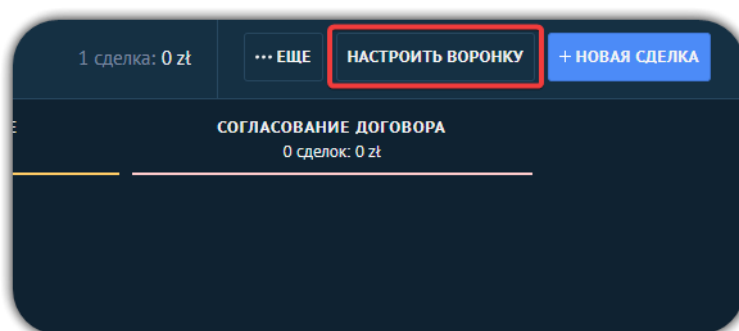 1 сделка: 0 zł ··· ЕЩЕ НАСТРОИТЬ ВОРОНКУ + НОВАЯ СДЕЛКА
СОГЛАСОВАНИЕ ДОГОВОРА
0 сделок: 0 zł